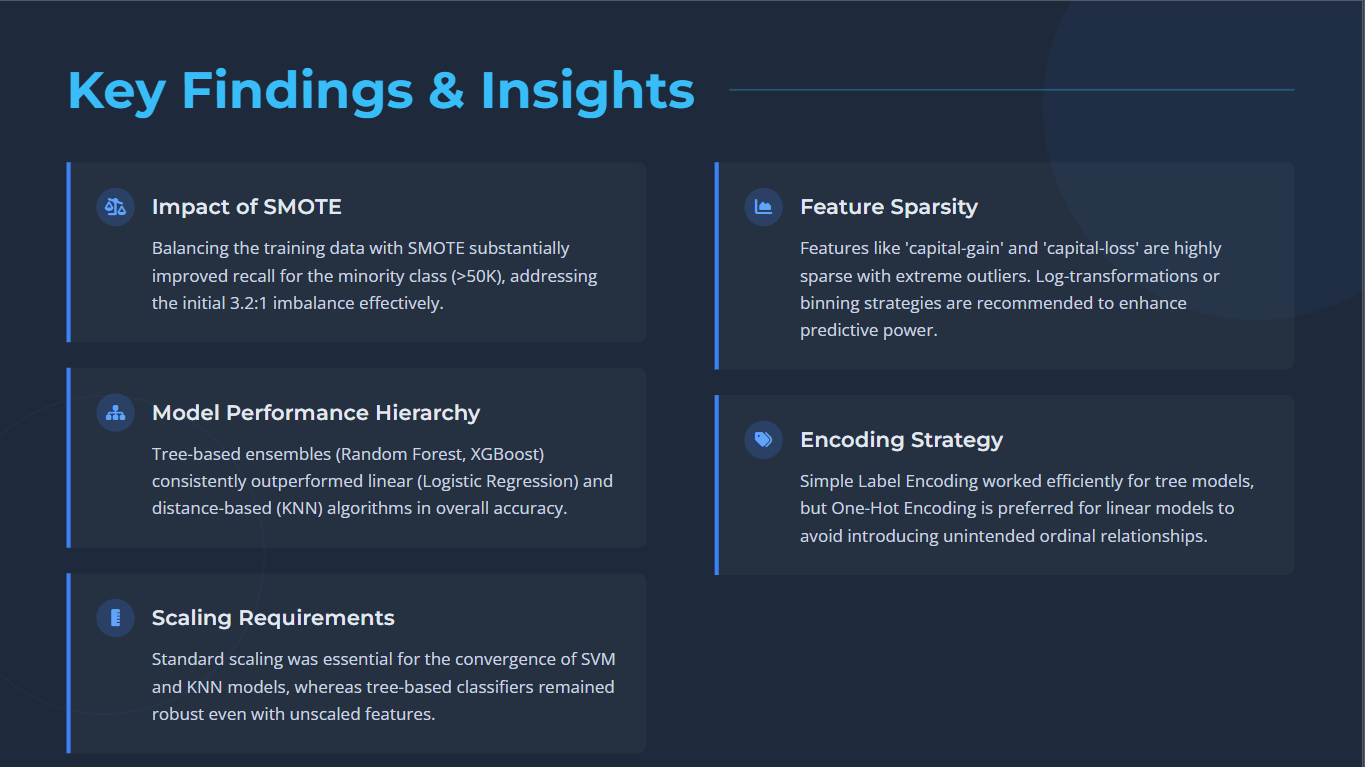 Key Findings & Insights
Impact of SMOTE
Balancing the training data with SMOTE substantially
improved recall for the minority class (>50K), addressing
the initial 3.2:1 imbalance effectively.
Model Performance Hierarchy
Tree-based ensembles (Random Forest, XGBoost)
consistently outperformed linear (Logistic Regression) and
distance-based (KNN) algorithms in overall accuracy.
Scaling Requirements
Standard scaling was essential for the convergence of SVM
and KNN models, whereas tree-based classifiers remained
robust even with unscaled features.
Feature Sparsity
Features like 'capital-gain' and 'capital-loss' are highly
sparse with extreme outliers. Log-transformations or
binning strategies are recommended to enhance
predictive power.
Encoding Strategy
Simple Label Encoding worked efficiently for tree models,
but One-Hot Encoding is preferred for linear models to
avoid introducing unintended ordinal relationships.